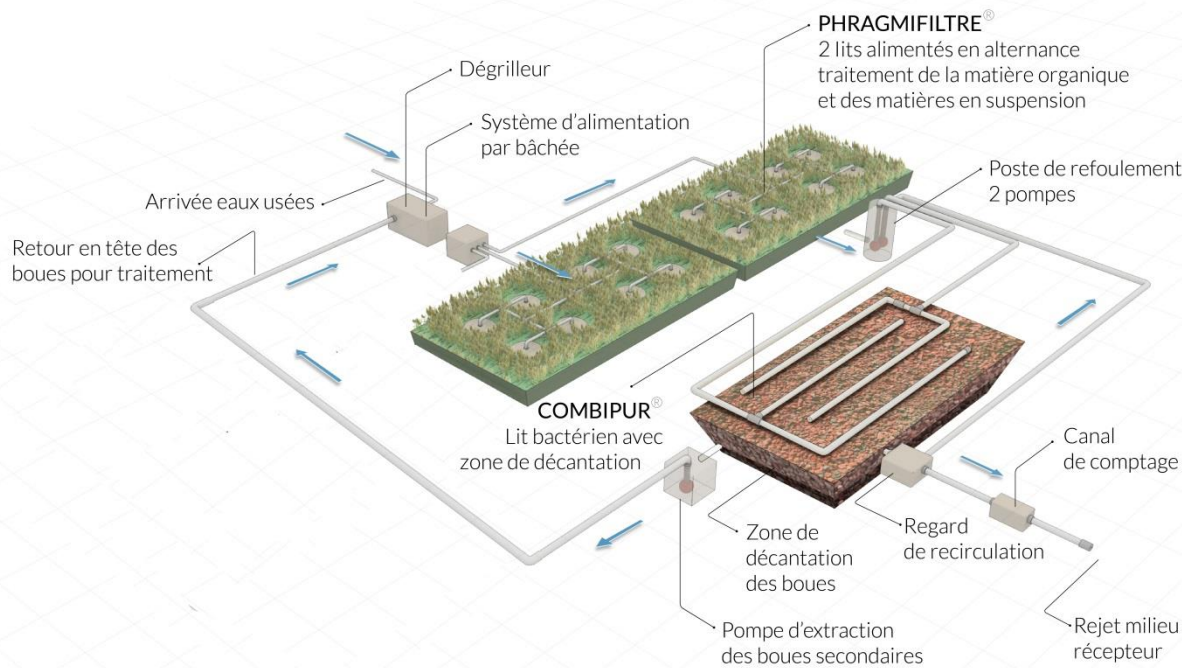 PHRAGMIFILTRE®
2 lits alimentés en alternance
traitement de la matière organique
et des matières en suspension
Dégrilleur
Système d'alimentation
par bâchée
Poste de refoulement
2 pompes
Arrivée eaux usées
Retour en tête des
boues pour traitement
COMBIPUR®
Lit bactérien avec
zone de décantation
Canal
de comptage
Zone de
décantation
des boues
Regard
de recirculation
Pompe d'extraction
des boues secondaires
Rejet milieu
récepteur